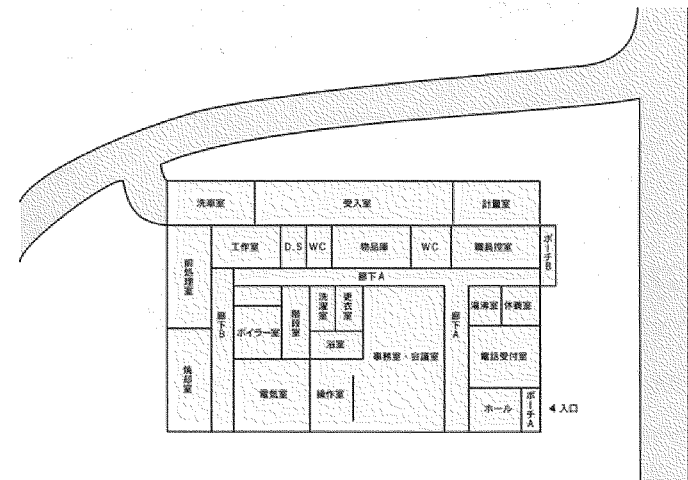 洗車室
受入室
計量室
工作室
D.S
WC
物品庫
WC
職員控室
ポーチB
前処理室
廊下A
廊下B
ボイラー室
階段室
洗濯室
更衣室
浴室
事務室・会議室
廊下A
湯沸室
休養室
電話受付室
焼却室
電気室
操作室
ホール
ポーチA
入口